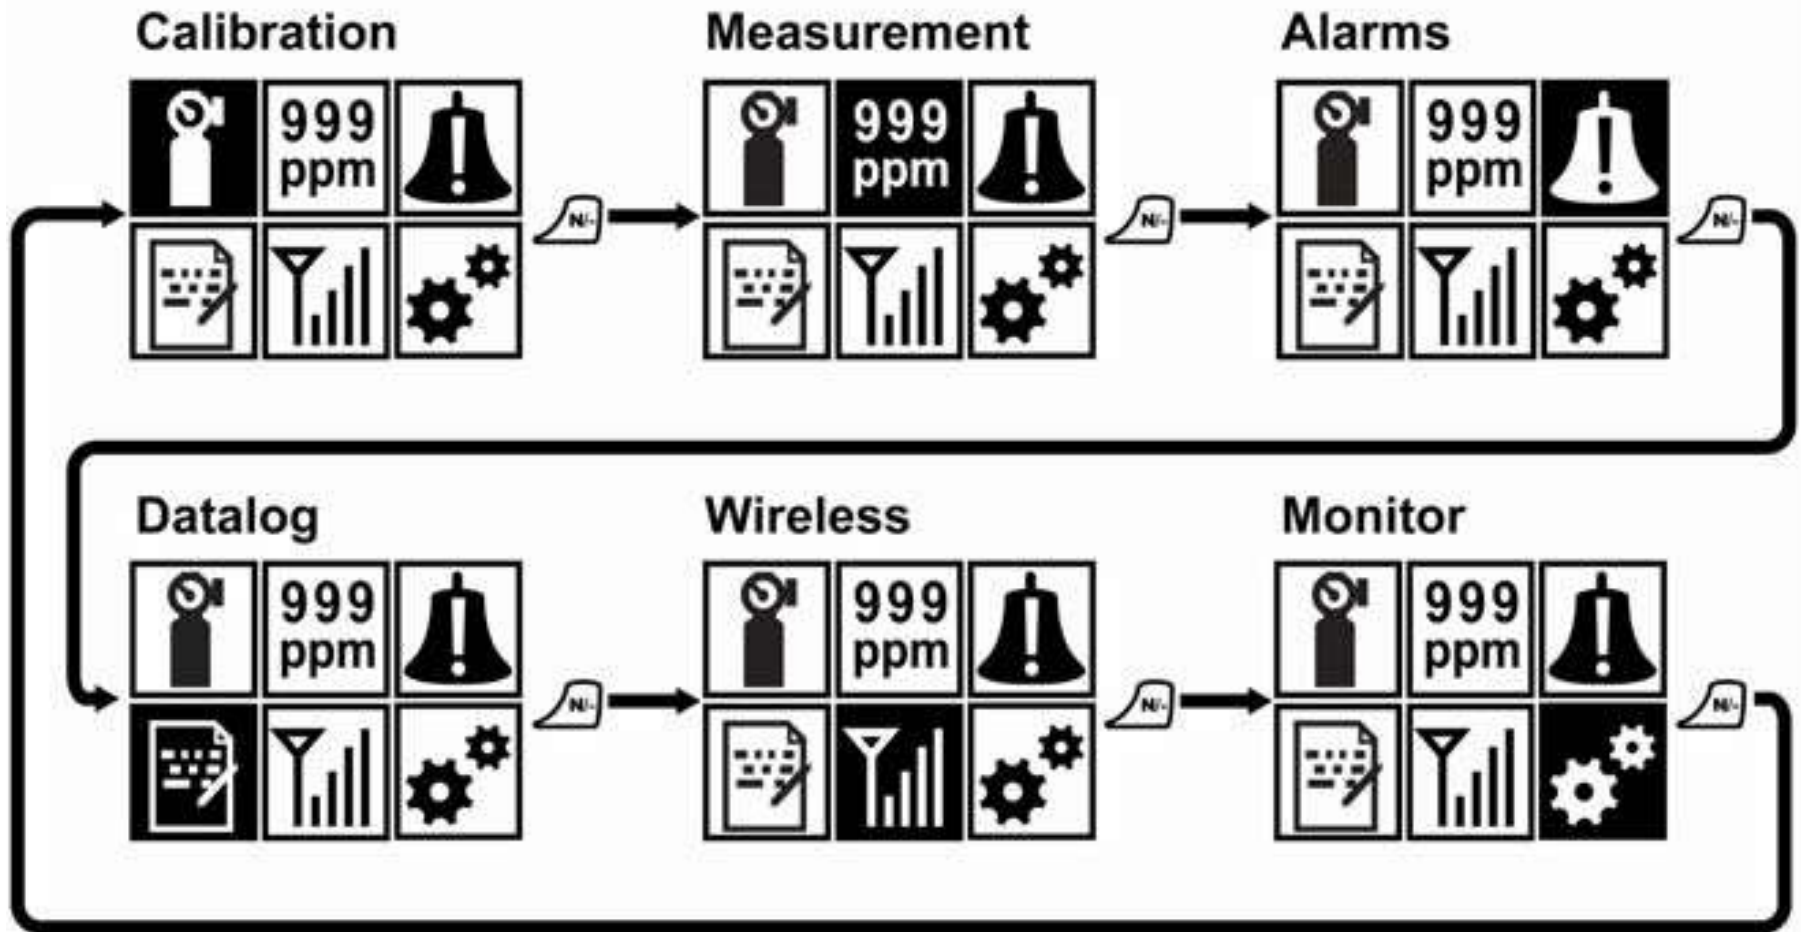 Calibration Measurement Alarms
999 999 999
ppm ppm ppm
N/- N/- N/-
Datalog Wireless Monitor
999 999 999
ppm ppm ppm
N/- N/- N/-